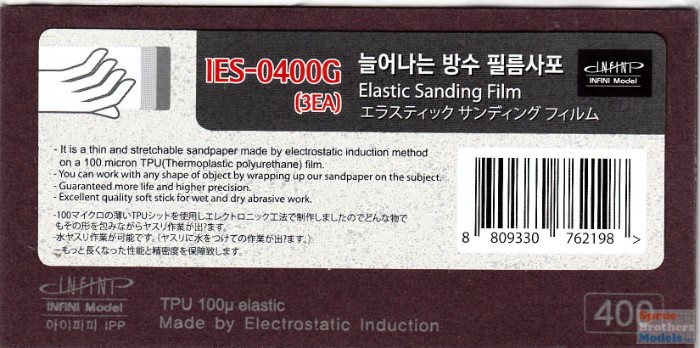 IES-0400G
(3EA)
늘어나는 방수 필름사포
Elastic Sanding Film
エラスティック サンディング フィルム
INFINI
INFINI Model
- It is a thin and stretchable sandpaper made by electrostatic induction method
on a 100 micron TPU(Thermoplastic polyurethane) film.
-You can work with any shape of object by wrapping up our sandpaper on the subject.
- Guaranteed more life and higher precision.
- Excellent quality soft stick for wet and dry abrasive work.
-100マイクロの薄いTPUシットを使用しエレクトロニック工法で制作しましたのでどんな物で
もその形を包みながらヤスリ作業が出?ます.
-水ヤスリ作業が可能です.（ヤスリに水をつけての作業が出?ます.）
-もっと長くなった性能と精密度を保障致します.
8 809330 762198 >
INFINI
INFINI Model
아이피피 IPP
TPU 100µ elastic
Made by Electrostatic Induction
400
Sprue
Brothers
Models